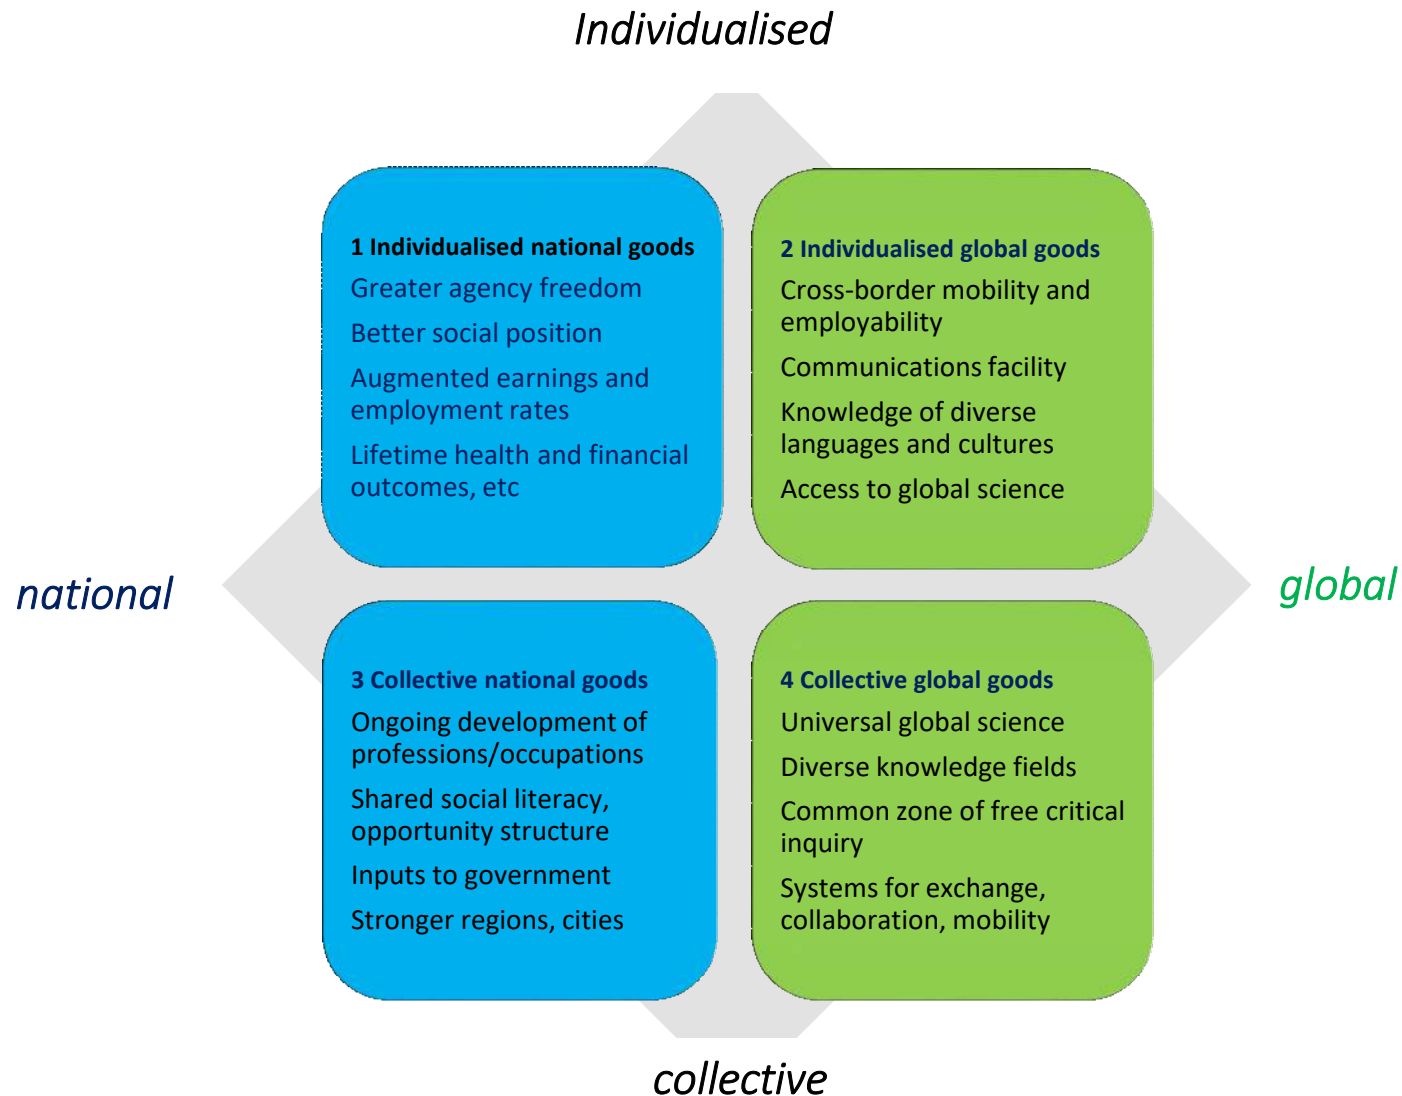 Individualised
1 Individualised national goods
Greater agency freedom
Better social position
Augmented earnings and
employment rates
Lifetime health and financial
outcomes, etc
2 Individualised global goods
Cross-border mobility and
employability
Communications facility
Knowledge of diverse
languages and cultures
Access to global science
national
global
3 Collective national goods
Ongoing development of
professions/occupations
Shared social literacy,
opportunity structure
Inputs to government
Stronger regions, cities
4 Collective global goods
Universal global science
Diverse knowledge fields
Common zone of free critical
inquiry
Systems for exchange,
collaboration, mobility
collective